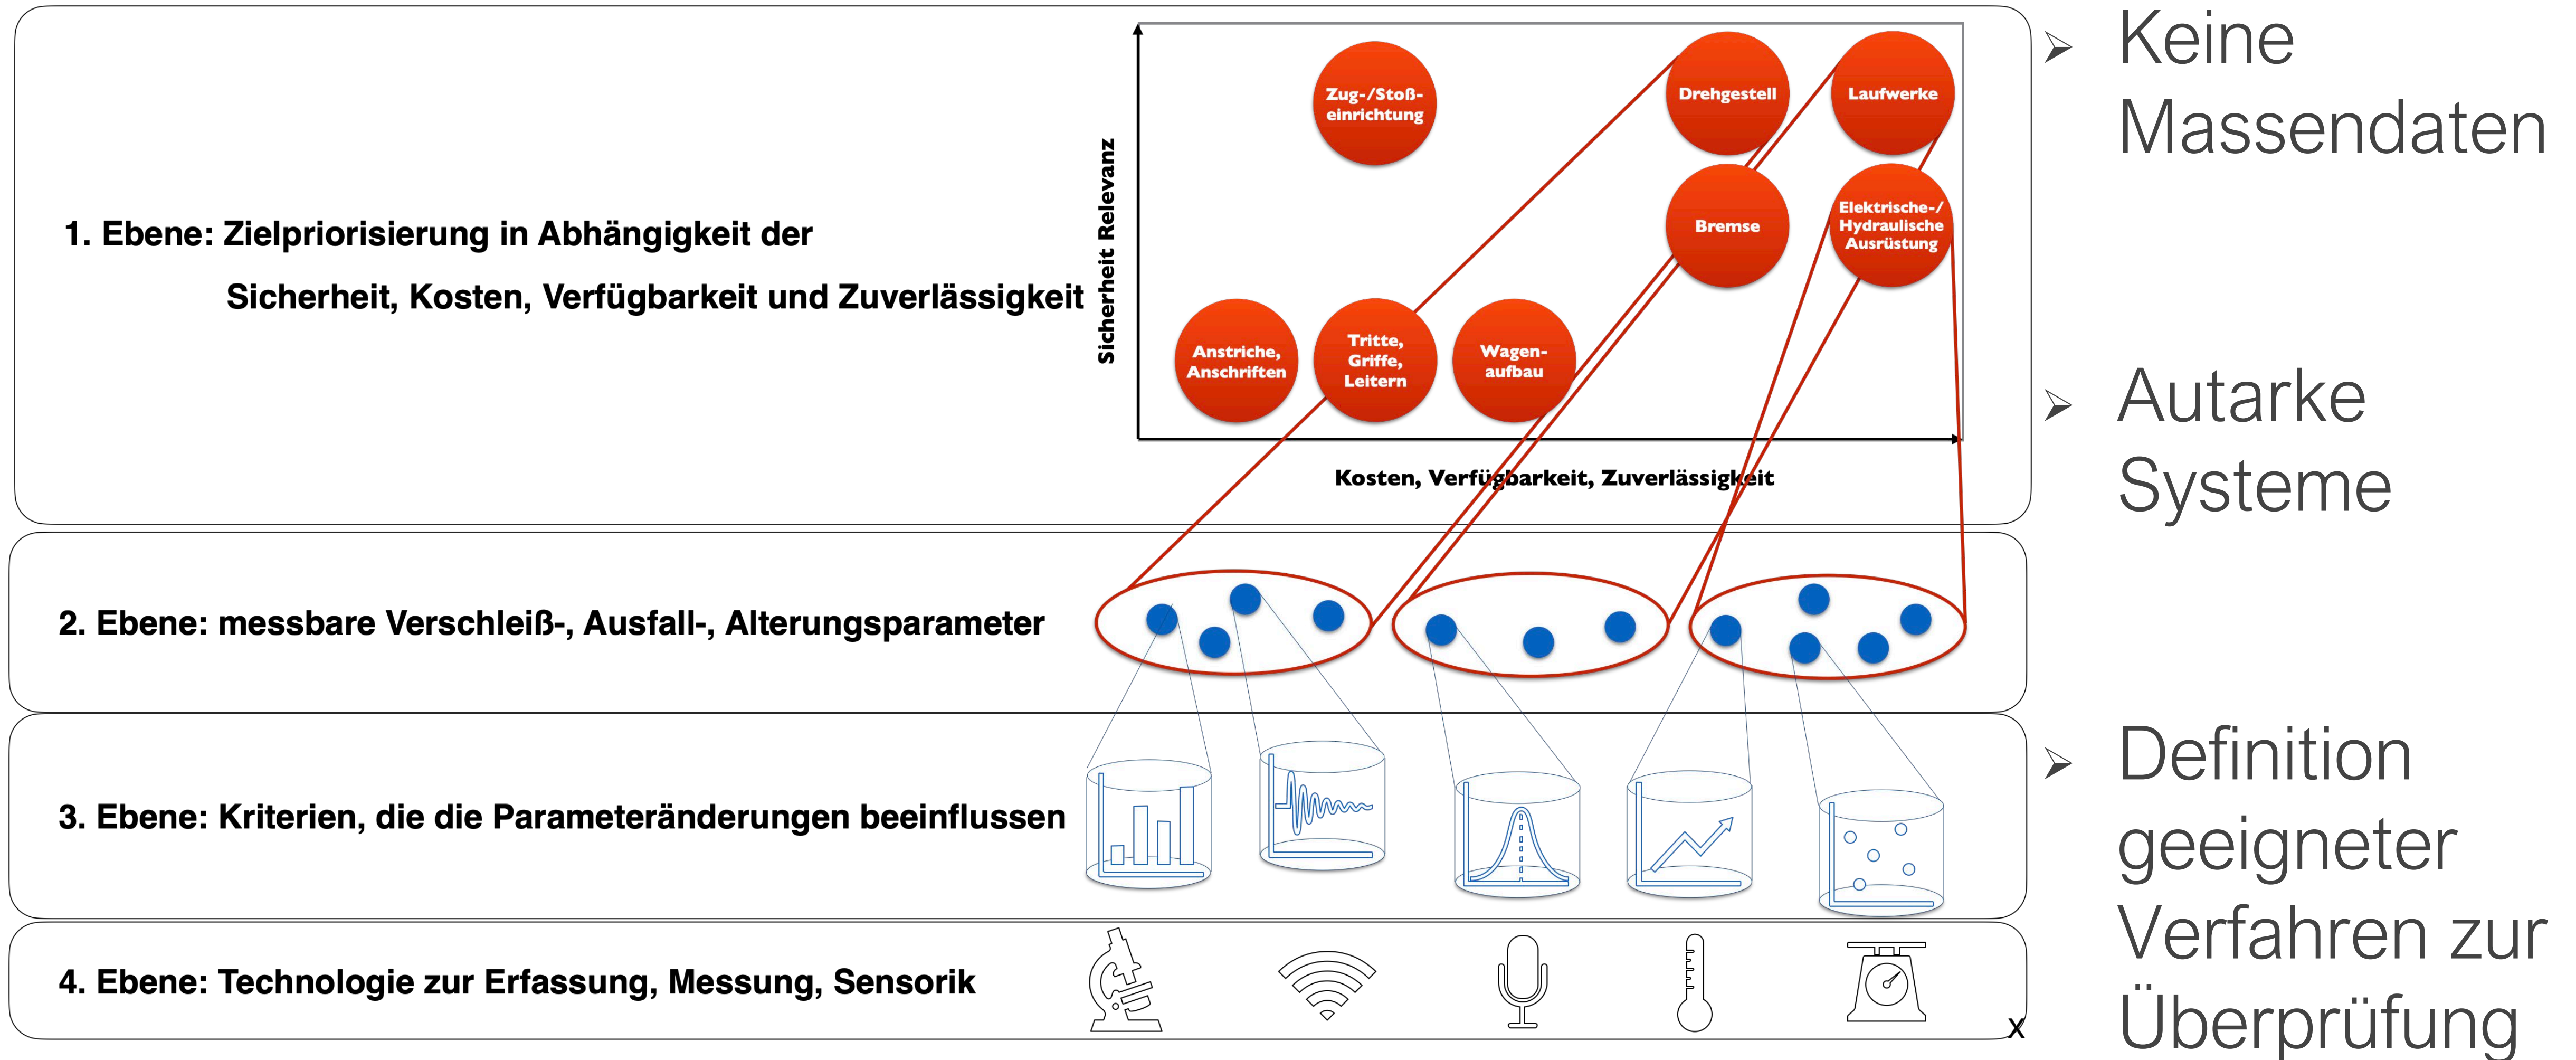 1. Ebene: Zielpriorisierung in Abhängigkeit der
Sicherheit, Kosten, Verfügbarkeit und Zuverlässigkeit
Sicherheit Relevanz
Zug-/Stoß-
einrichtung
Drehgestell
Laufwerke
Bremse
Elektrische-/
Hydraulische
Ausrüstung
Anstriche,
Anschriften
Tritte,
Griffe,
Leitern
Wagen-
aufbau
Kosten, Verfügbarkeit, Zuverlässigkeit
2. Ebene: messbare Verschleiß-, Ausfall-, Alterungsparameter
3. Ebene: Kriterien, die die Parameteränderungen beeinflussen
4. Ebene: Technologie zur Erfassung, Messung, Sensorik
x
➢ Keine
Massendaten
➢ Autarke
Systeme
➢ Definition
geeigneter
Verfahren zur
Überprüfung